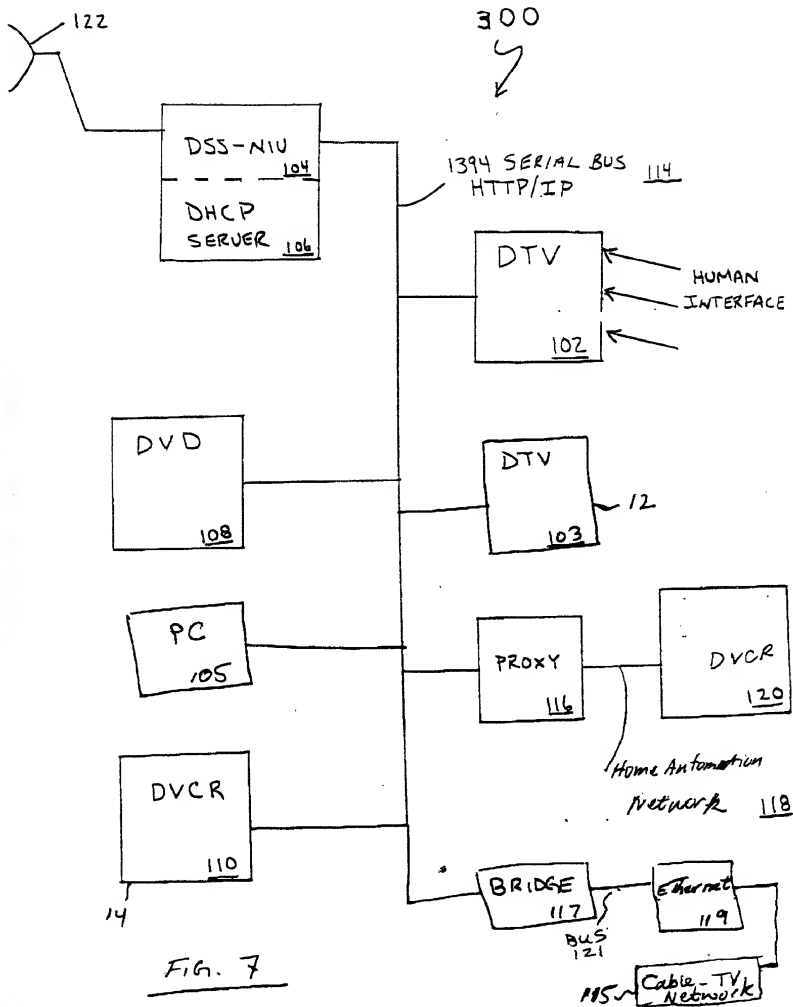 300
122
DSS-NIU
104
DHCP
SERVER
106
1394 SERIAL BUS
HTTP/IP 114
DTV
102
HUMAN
INTERFACE
DVD
108
DTV
103
12
PC
105
PROXY
116
DVCR
120
Home Automation
Network 118
DVCR
110
14
BRIDGE
117
BUS
121
Ethernet
119
115
Cable-TV
Network
FIG. 7